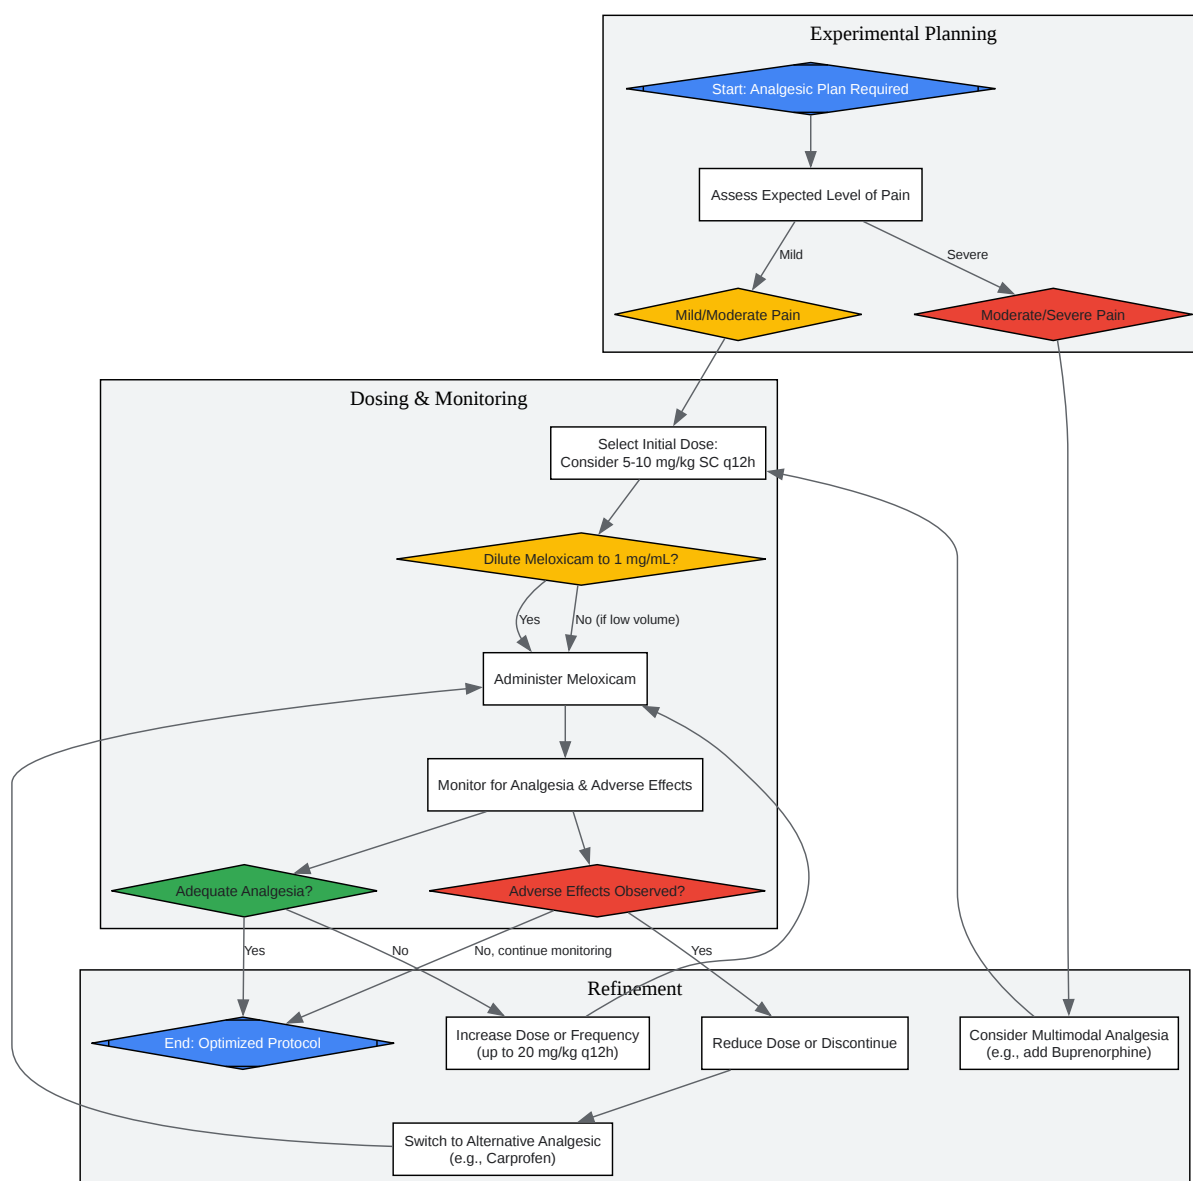 Experimental Planning
Start: Analgesic Plan Required
Assess Expected Level of Pain
Mild
Severe
Mild/Moderate Pain
Moderate/Severe Pain
Dosing & Monitoring
Select Initial Dose:
Consider 5-10 mg/kg SC q12h
Dilute Meloxicam to 1 mg/mL?
Yes
No (if low volume)
Administer Meloxicam
Monitor for Analgesia & Adverse Effects
Adequate Analgesia?
Adverse Effects Observed?
Yes
No
No, continue monitoring
Yes
Refinement
End: Optimized Protocol
Increase Dose or Frequency
(up to 20 mg/kg q12h)
Reduce Dose or Discontinue
Consider Multimodal Analgesia
(e.g., add Buprenorphine)
Switch to Alternative Analgesic
(e.g., Carprofen)